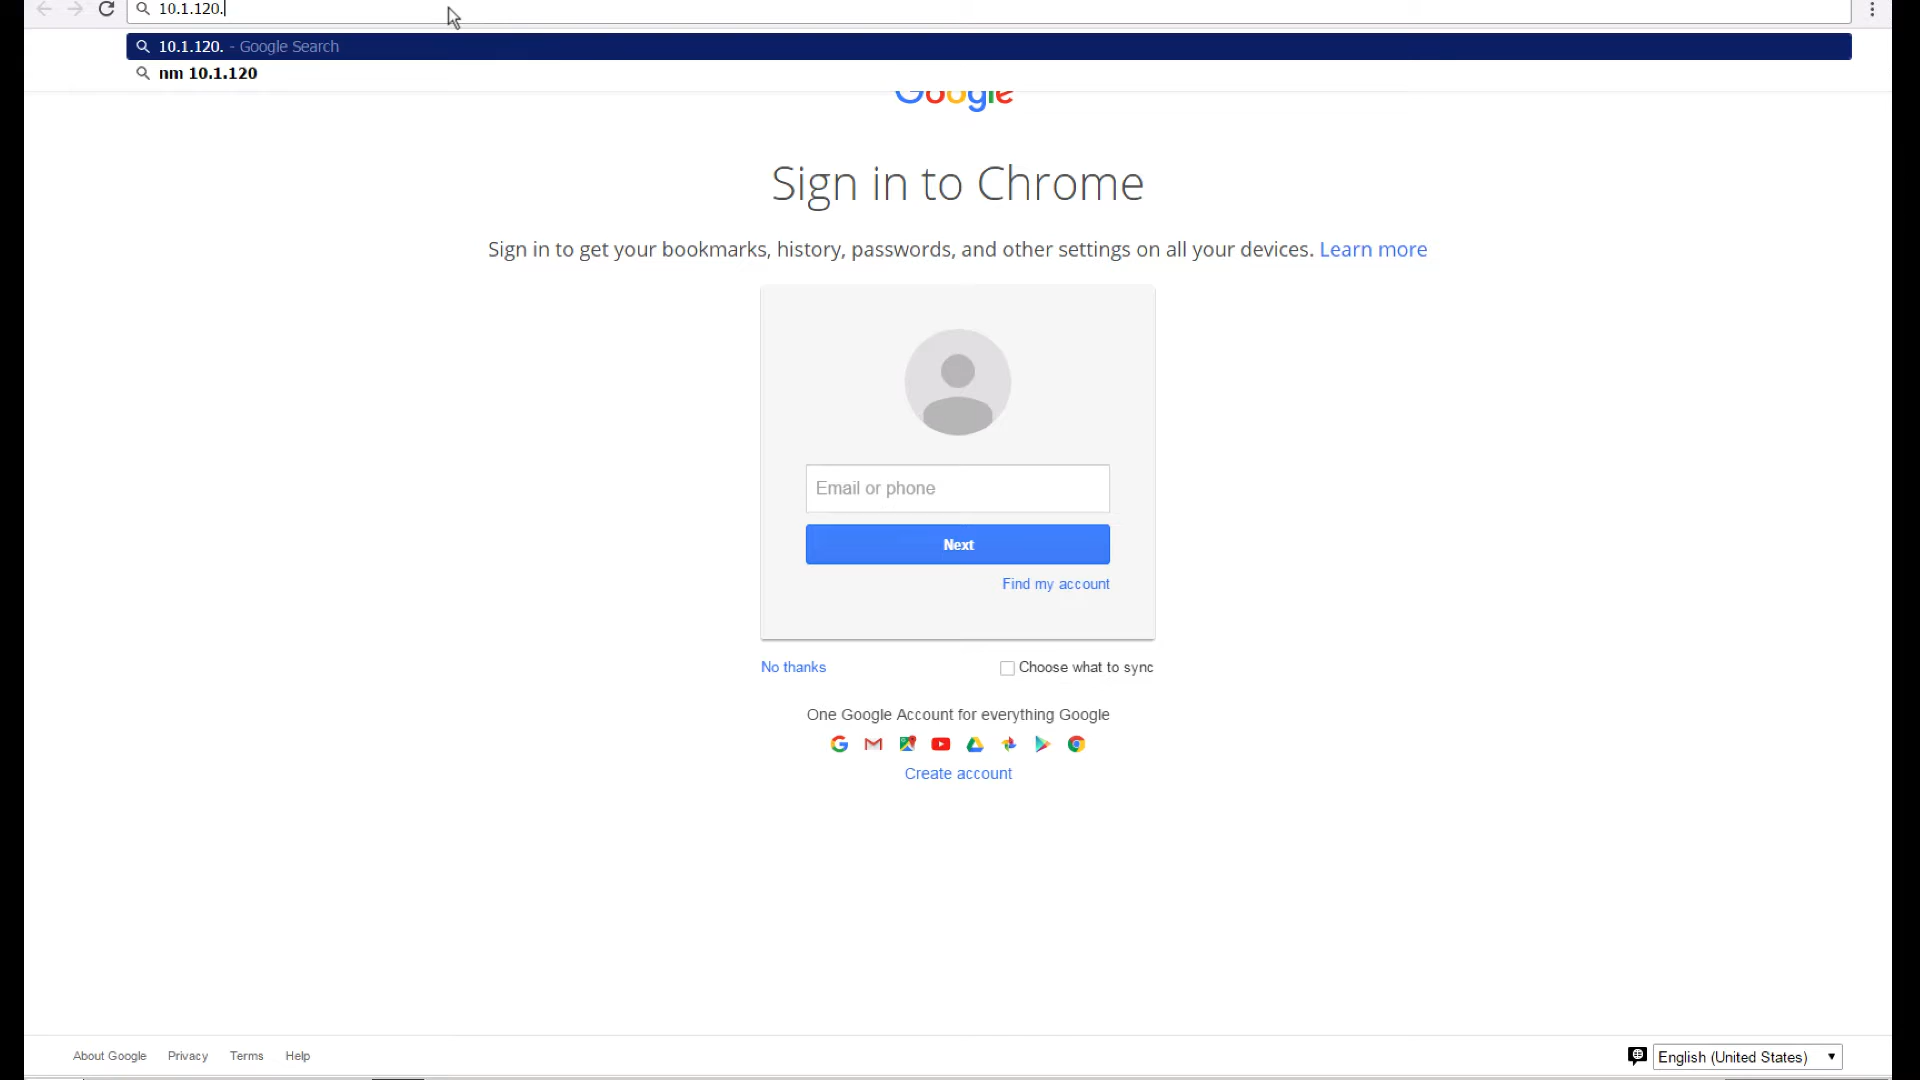 10.1.120.
10.1.120. - Google Search
nm 10.1.120
Google
Sign in to Chrome
Sign in to get your bookmarks, history, passwords, and other settings on all your devices. Learn more
Email or phone
Next
Find my account
No thanks
Choose what to sync
One Google Account for everything Google
Create account
About Google Privacy Terms Help
English (United States)